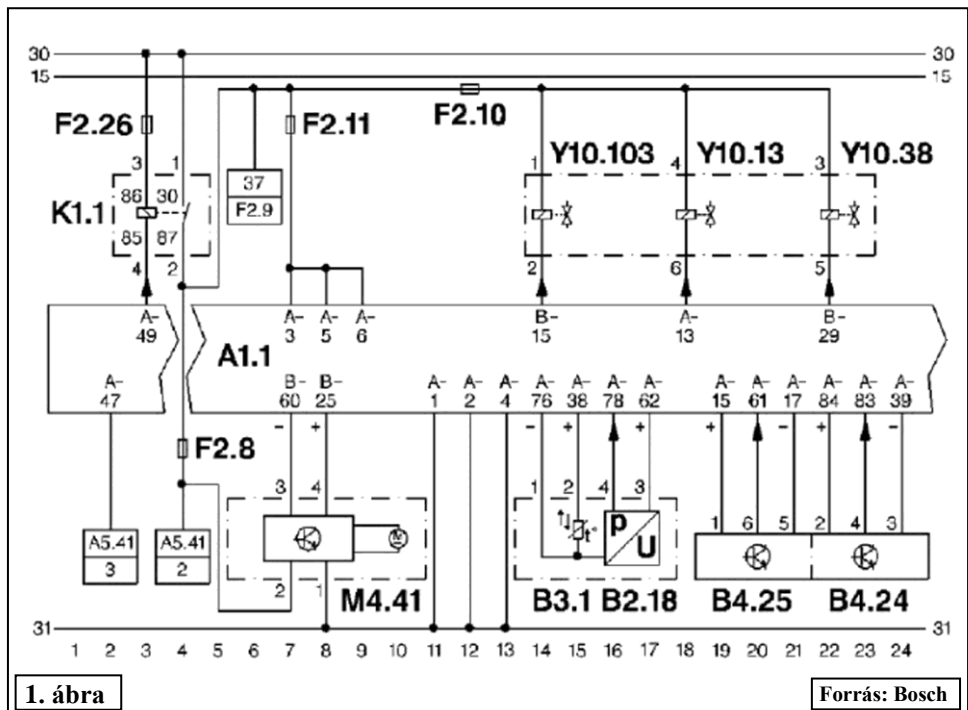 30 30
15 15
F2.26 F2.11 F2.10
3 1 37 Y10.103 Y10.13 Y10.38
F2.9 1 4 3
86 30
K1.1
85 87
4 2 2 6 5
A- A- A- A- B- A- B-
49 3 5 6 15 13 29
A1.1
A- B- B- A- A- A- A- A- A- A- A- A- A- A- A- A-
47 60 25 1 2 4 76 38 78 62 15 61 17 84 83 39
- + - + + + - + -
F2.8
3 4 1 2 4 3 1 6 5 2 4 3
A5.41 A5.41 M t° P U
3 2
2 1 M4.41 B3.1 B2.18 B4.25 B4.24
31 31
1 2 3 4 5 6 7 8 9 10 11 12 13 14 15 16 17 18 19 20 21 22 23 24
1. ábra Forrás: Bosch